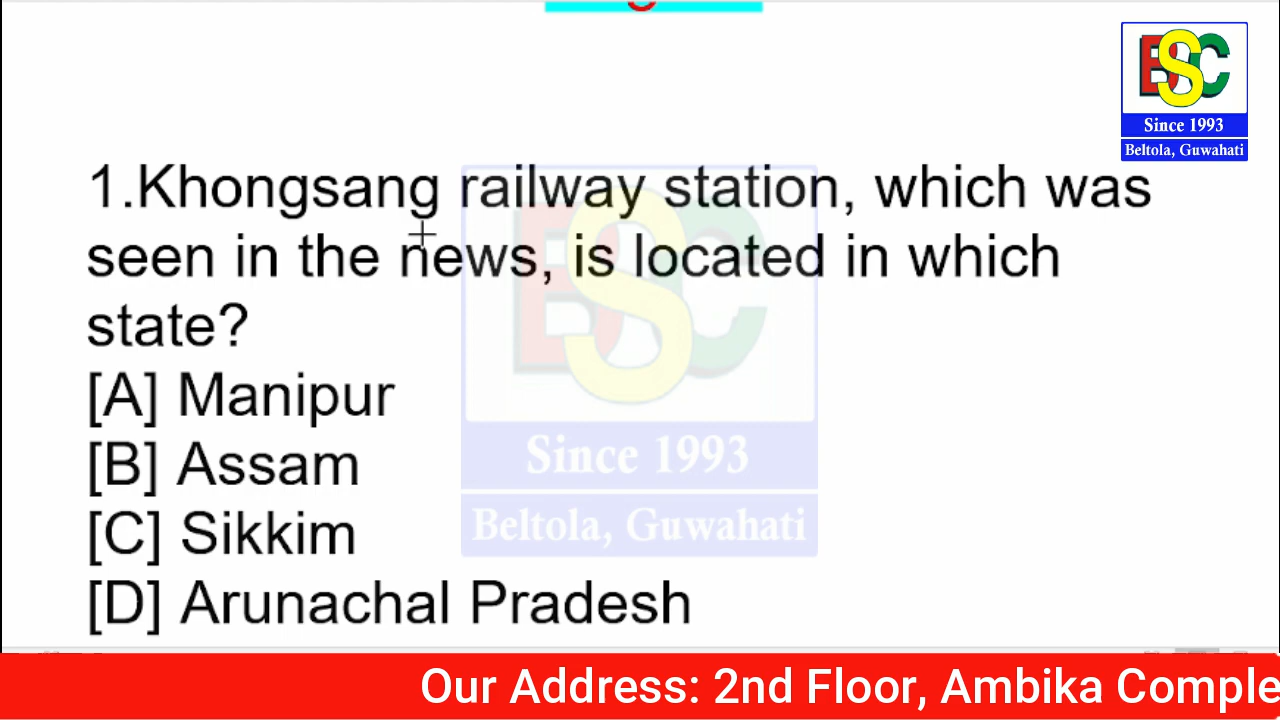 BSC
Since 1993
Beltola, Guwahati
1.Khongsang railway station, which was
seen in the news, is located in which
state?
[A] Manipur
[B] Assam
[C] Sikkim
[D] Arunachal Pradesh
BSC
Since 1993
Beltola, Guwahati
Our Address: 2nd Floor, Ambika Comple